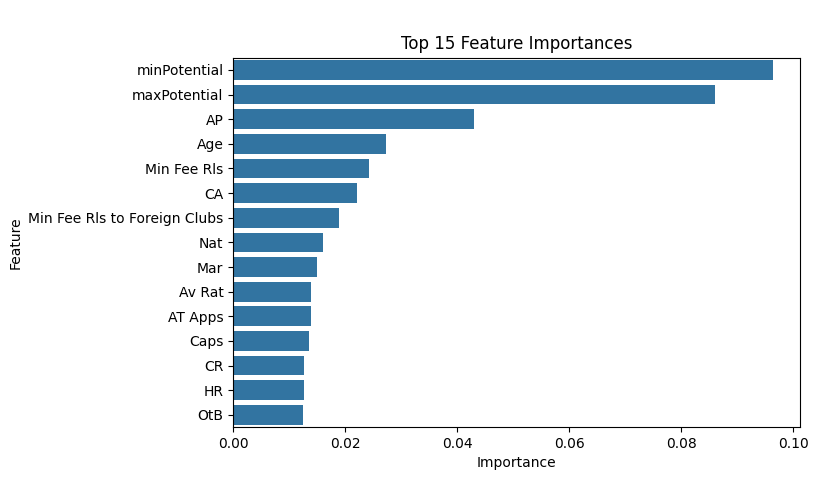 Top 15 Feature Importances
minPotential
maxPotential
AP
Age
Min Fee Rls
CA
Min Fee Rls to Foreign Clubs
Nat
Mar
Av Rat
AT Apps
Caps
CR
HR
OtB
Feature
0.00 0.02 0.04 0.06 0.08 0.10
Importance